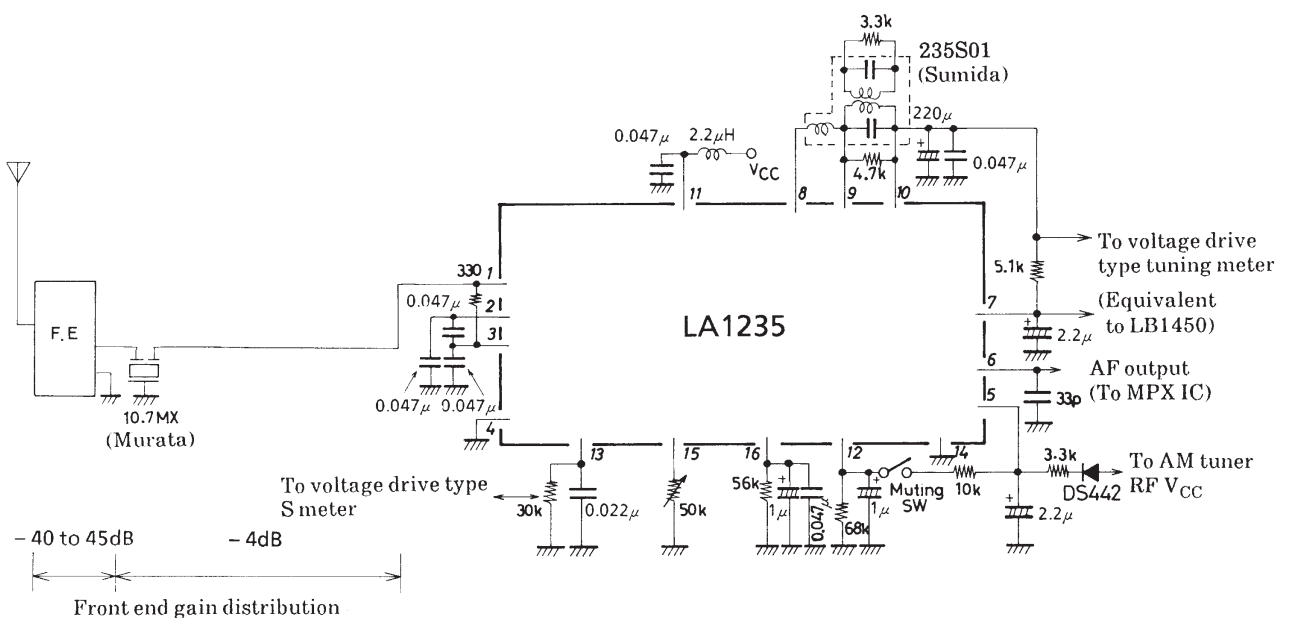 3.3k
235S01
(Sumida)
220μ
0.047μ
2.2μH
VCC
4.7k
0.047μ
11
8
9
10
330
1
0.047μ
2
3
4
F.E
10.7MX
(Murata)
0.047μ
0.047μ
LA1235
To voltage drive
type tuning meter
5.1k
7
(Equivalent
to LB1450)
2.2μ
6
AF output
(To MPX IC)
33p
5
13
15
16
12
14
To voltage drive type
S meter
30k
0.022μ
50k
56k
1μ
0.047μ
68k
1μ
Muting
SW
10k
3.3k
DS442
To AM tuner
RF VCC
2.2μ
– 40 to 45dB
– 4dB
Front end gain distribution